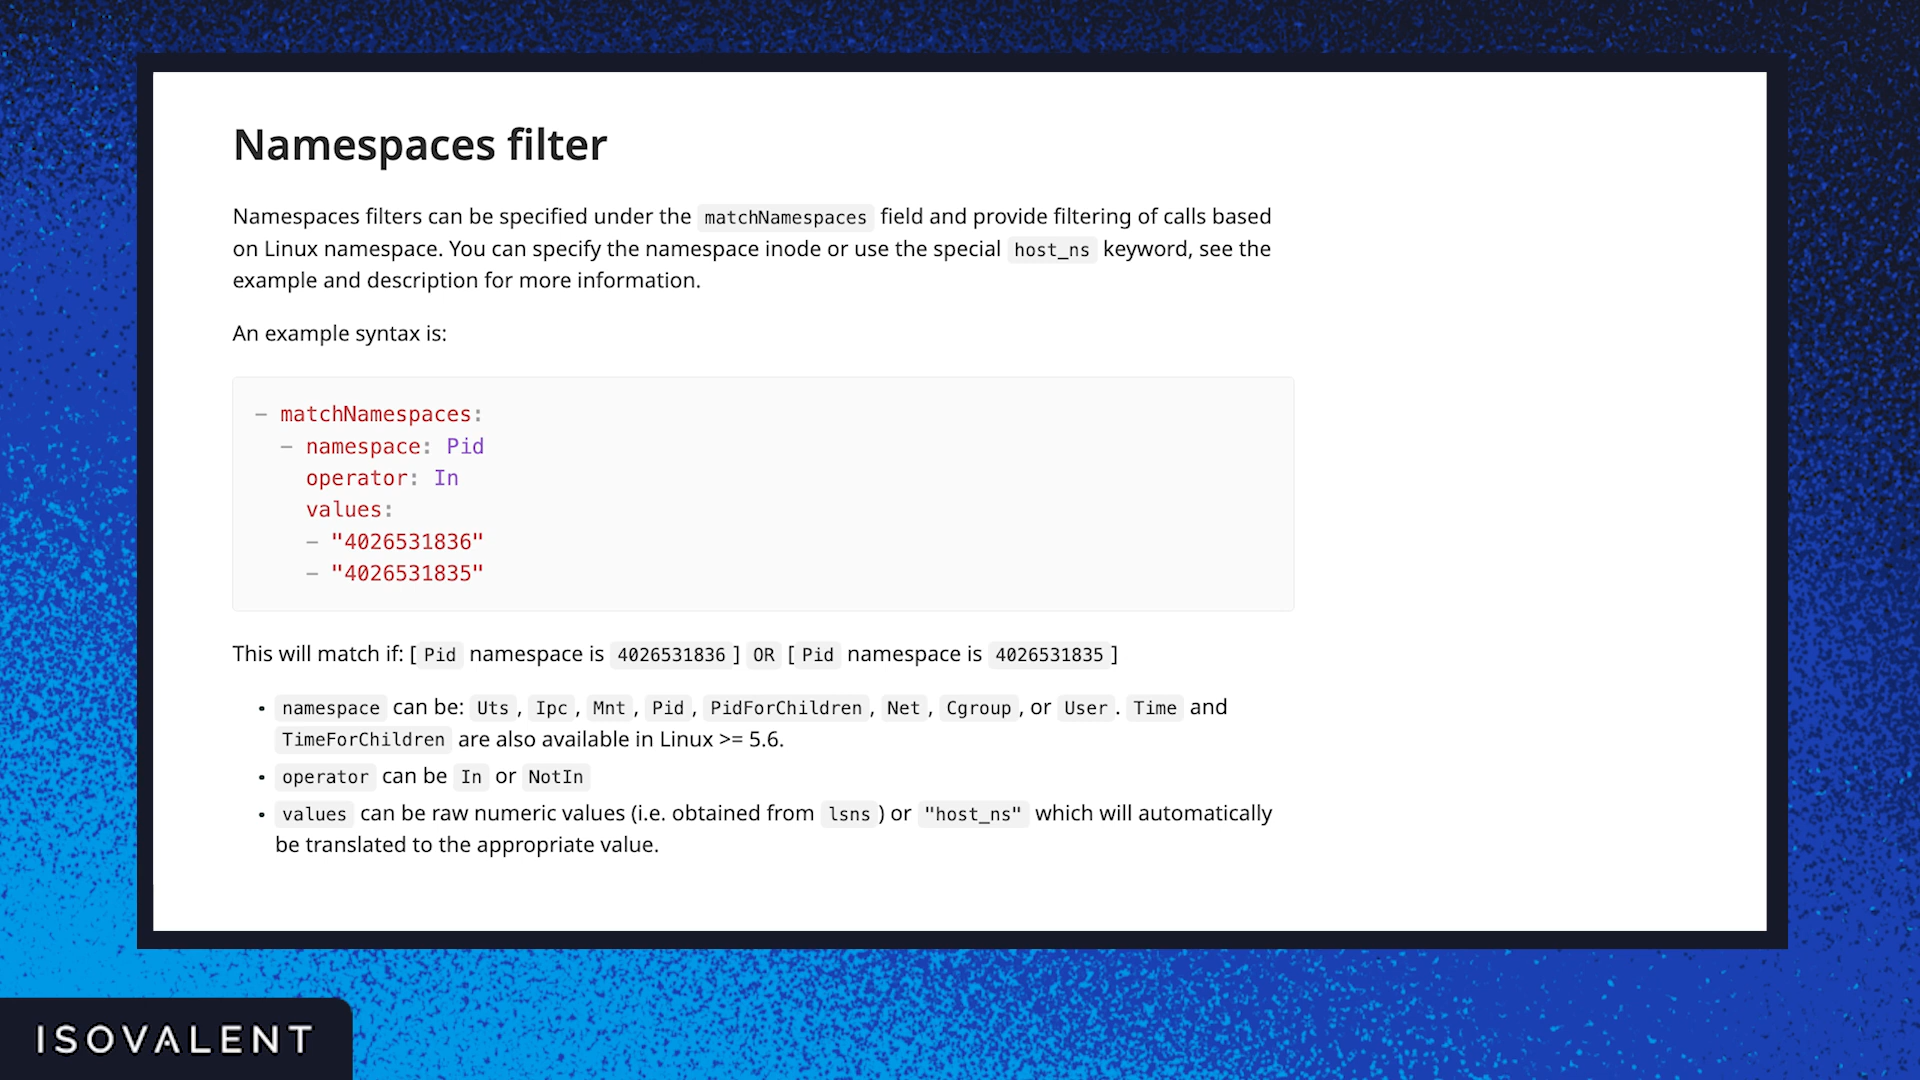 Namespaces filter
Namespaces filters can be specified under the matchNamespaces field and provide filtering of calls based
on Linux namespace. You can specify the namespace inode or use the special host_ns keyword, see the
example and description for more information.
An example syntax is:
- matchNamespaces:
  - namespace: Pid
    operator: In
    values:
    - "4026531836"
    - "4026531835"
This will match if: [ Pid namespace is 4026531836 ] OR [ Pid namespace is 4026531835 ]
• namespace can be: Uts, Ipc, Mnt, Pid, PidForChildren, Net, Cgroup, or User. Time and
TimeForChildren are also available in Linux >= 5.6.
• operator can be In or NotIn
• values can be raw numeric values (i.e. obtained from lsns) or "host_ns" which will automatically
be translated to the appropriate value.
ISOVALENT